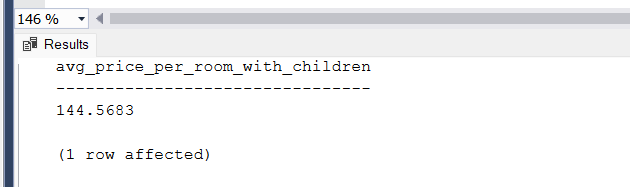 146 %
Results
avg_price_per_room_with_children
--------------------------------
144.5683
(1 row affected)